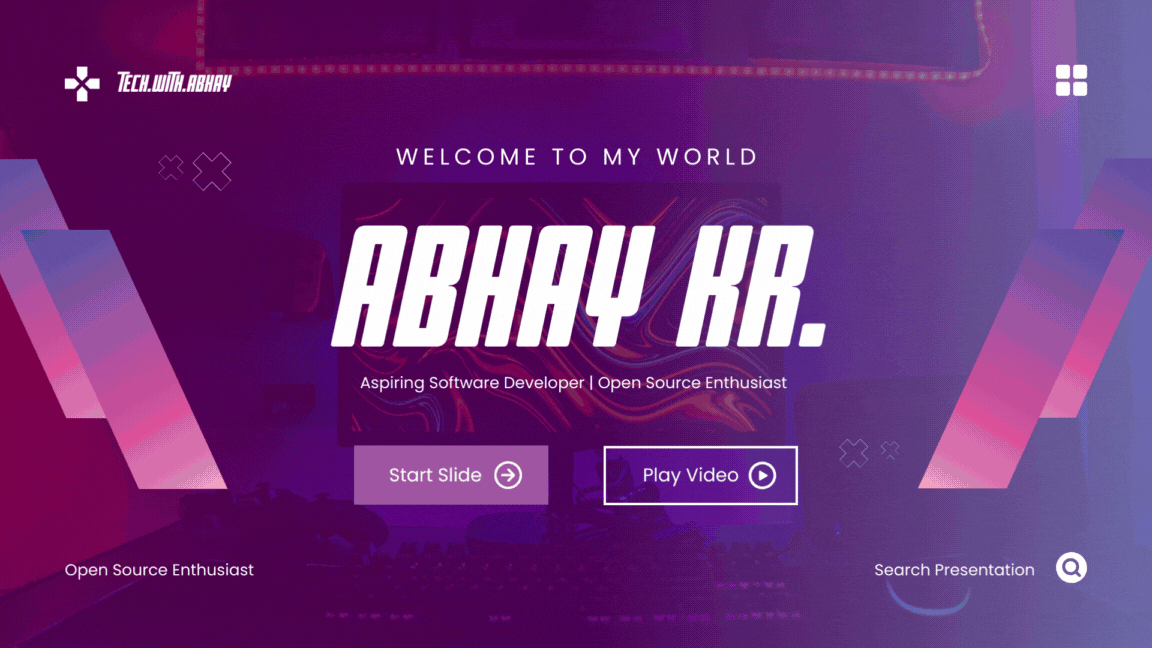 TECH.WITH.ABHAY
WELCOME TO MY WORLD
ABHAY KR.
Aspiring Software Developer | Open Source Enthusiast
Start Slide
Play Video
Open Source Enthusiast
Search Presentation